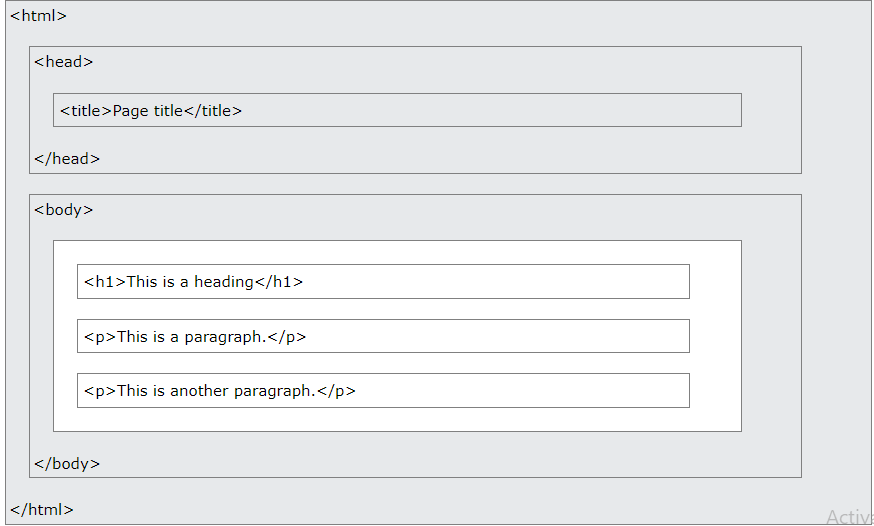 <html>
<head>
<title>Page title</title>
</head>
<body>
<h1>This is a heading</h1>
<p>This is a paragraph.</p>
<p>This is another paragraph.</p>
</body>
</html>